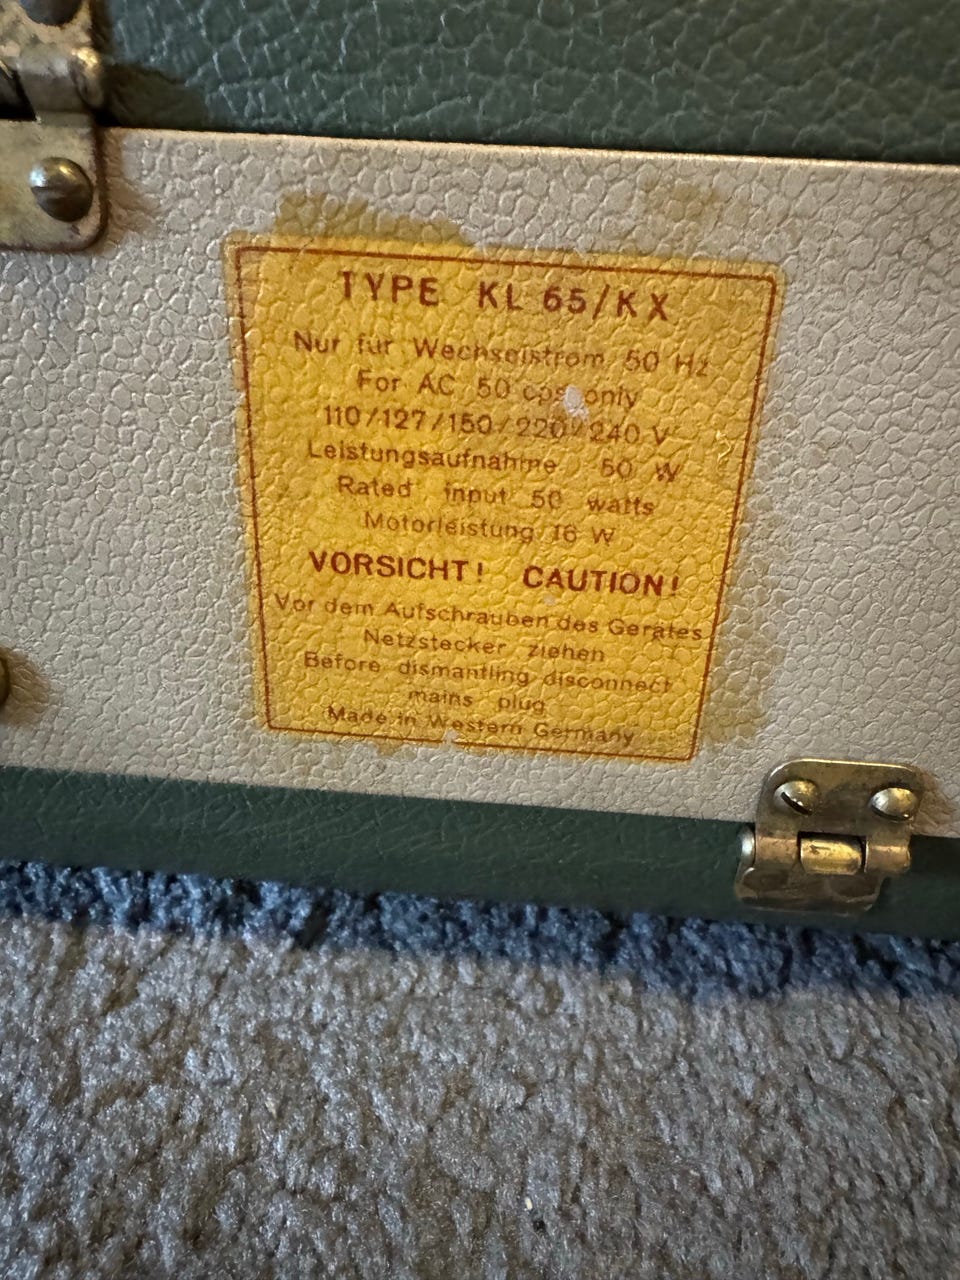 TYPE KL 65/KX
Nur für Wechselstrom 50 Hz
For AC 50 cps only
110/127/150/220/240 V
Leistungsaufnahme 50 W
Rated input 50 watts
Motorleistung 16 W
VORSICHT! CAUTION!
Vor dem Aufschrauben des Gerätes
Netzstecker ziehen
Before dismantling disconnect
mains plug
Made in Western Germany